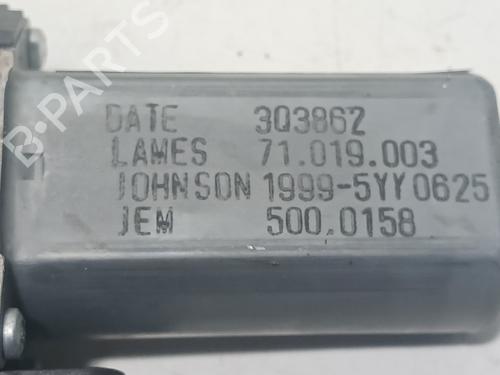 DATE 3Q3862
LAMES 71.019.003
JOHNSON 1999-5YY0625
JEM 500.0158
B-PARTS